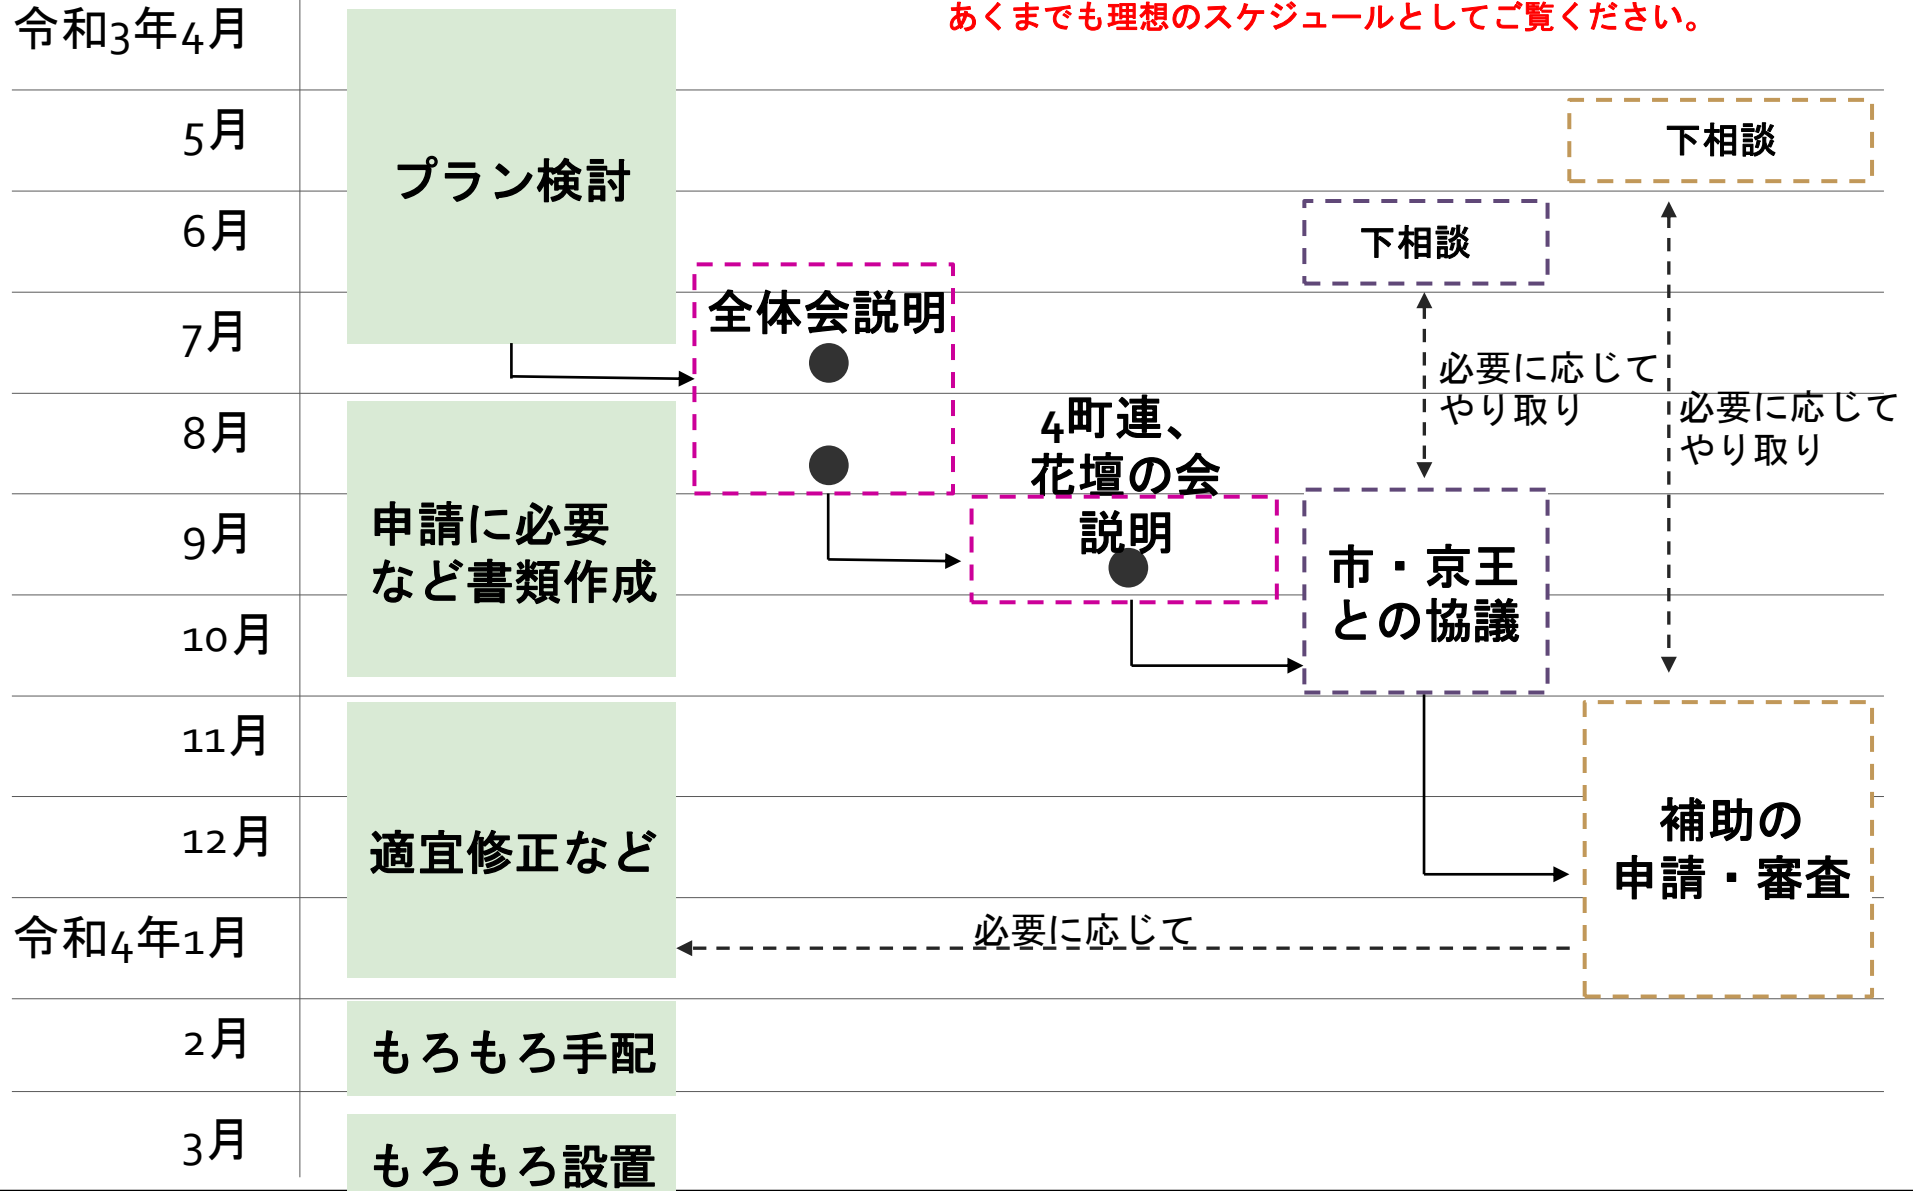 あくまでも理想のスケジュールとしてご覧ください。
令和3年4月
5月
6月
7月
8月
9月
10月
11月
12月
令和4年1月
2月
3月
プラン検討
申請に必要
など書類作成
適宜修正など
もろもろ手配
もろもろ設置
全体会説明
4町連、
花壇の会
説明
下相談
必要に応じて
やり取り
市・京王
との協議
下相談
必要に応じて
やり取り
補助の
申請・審査
必要に応じて